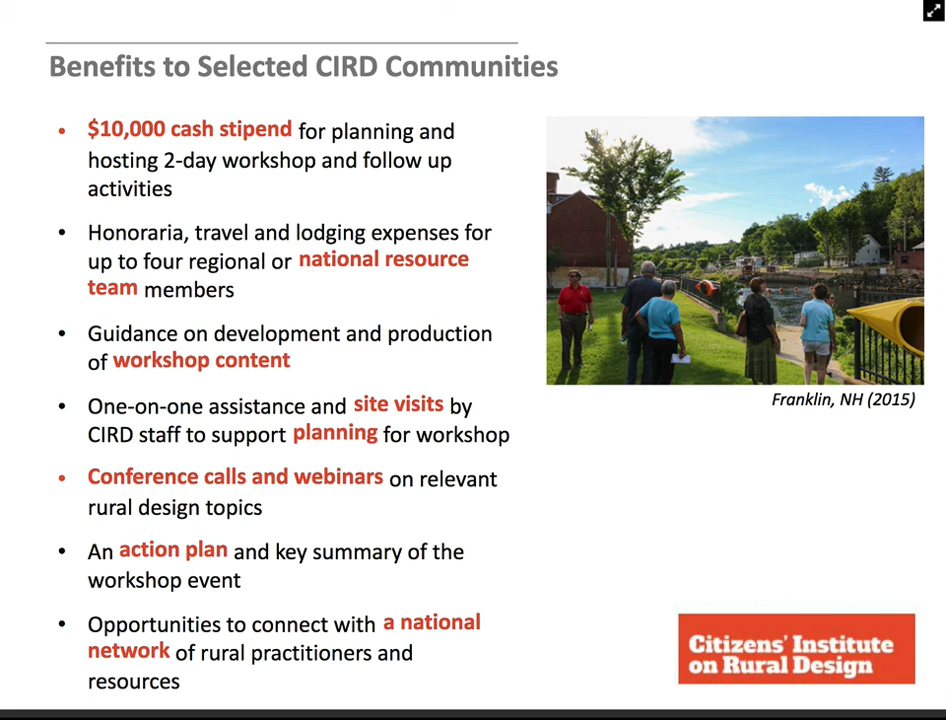 Benefits to Selected CIRD Communities
• $10,000 cash stipend for planning and
hosting 2-day workshop and follow up
activities
• Honoraria, travel and lodging expenses for
up to four regional or national resource
team members
• Guidance on development and production
of workshop content
• One-on-one assistance and site visits by
CIRD staff to support planning for workshop
• Conference calls and webinars on relevant
rural design topics
• An action plan and key summary of the
workshop event
• Opportunities to connect with a national
network of rural practitioners and
resources
Franklin, NH (2015)
Citizens' Institute
on Rural Design